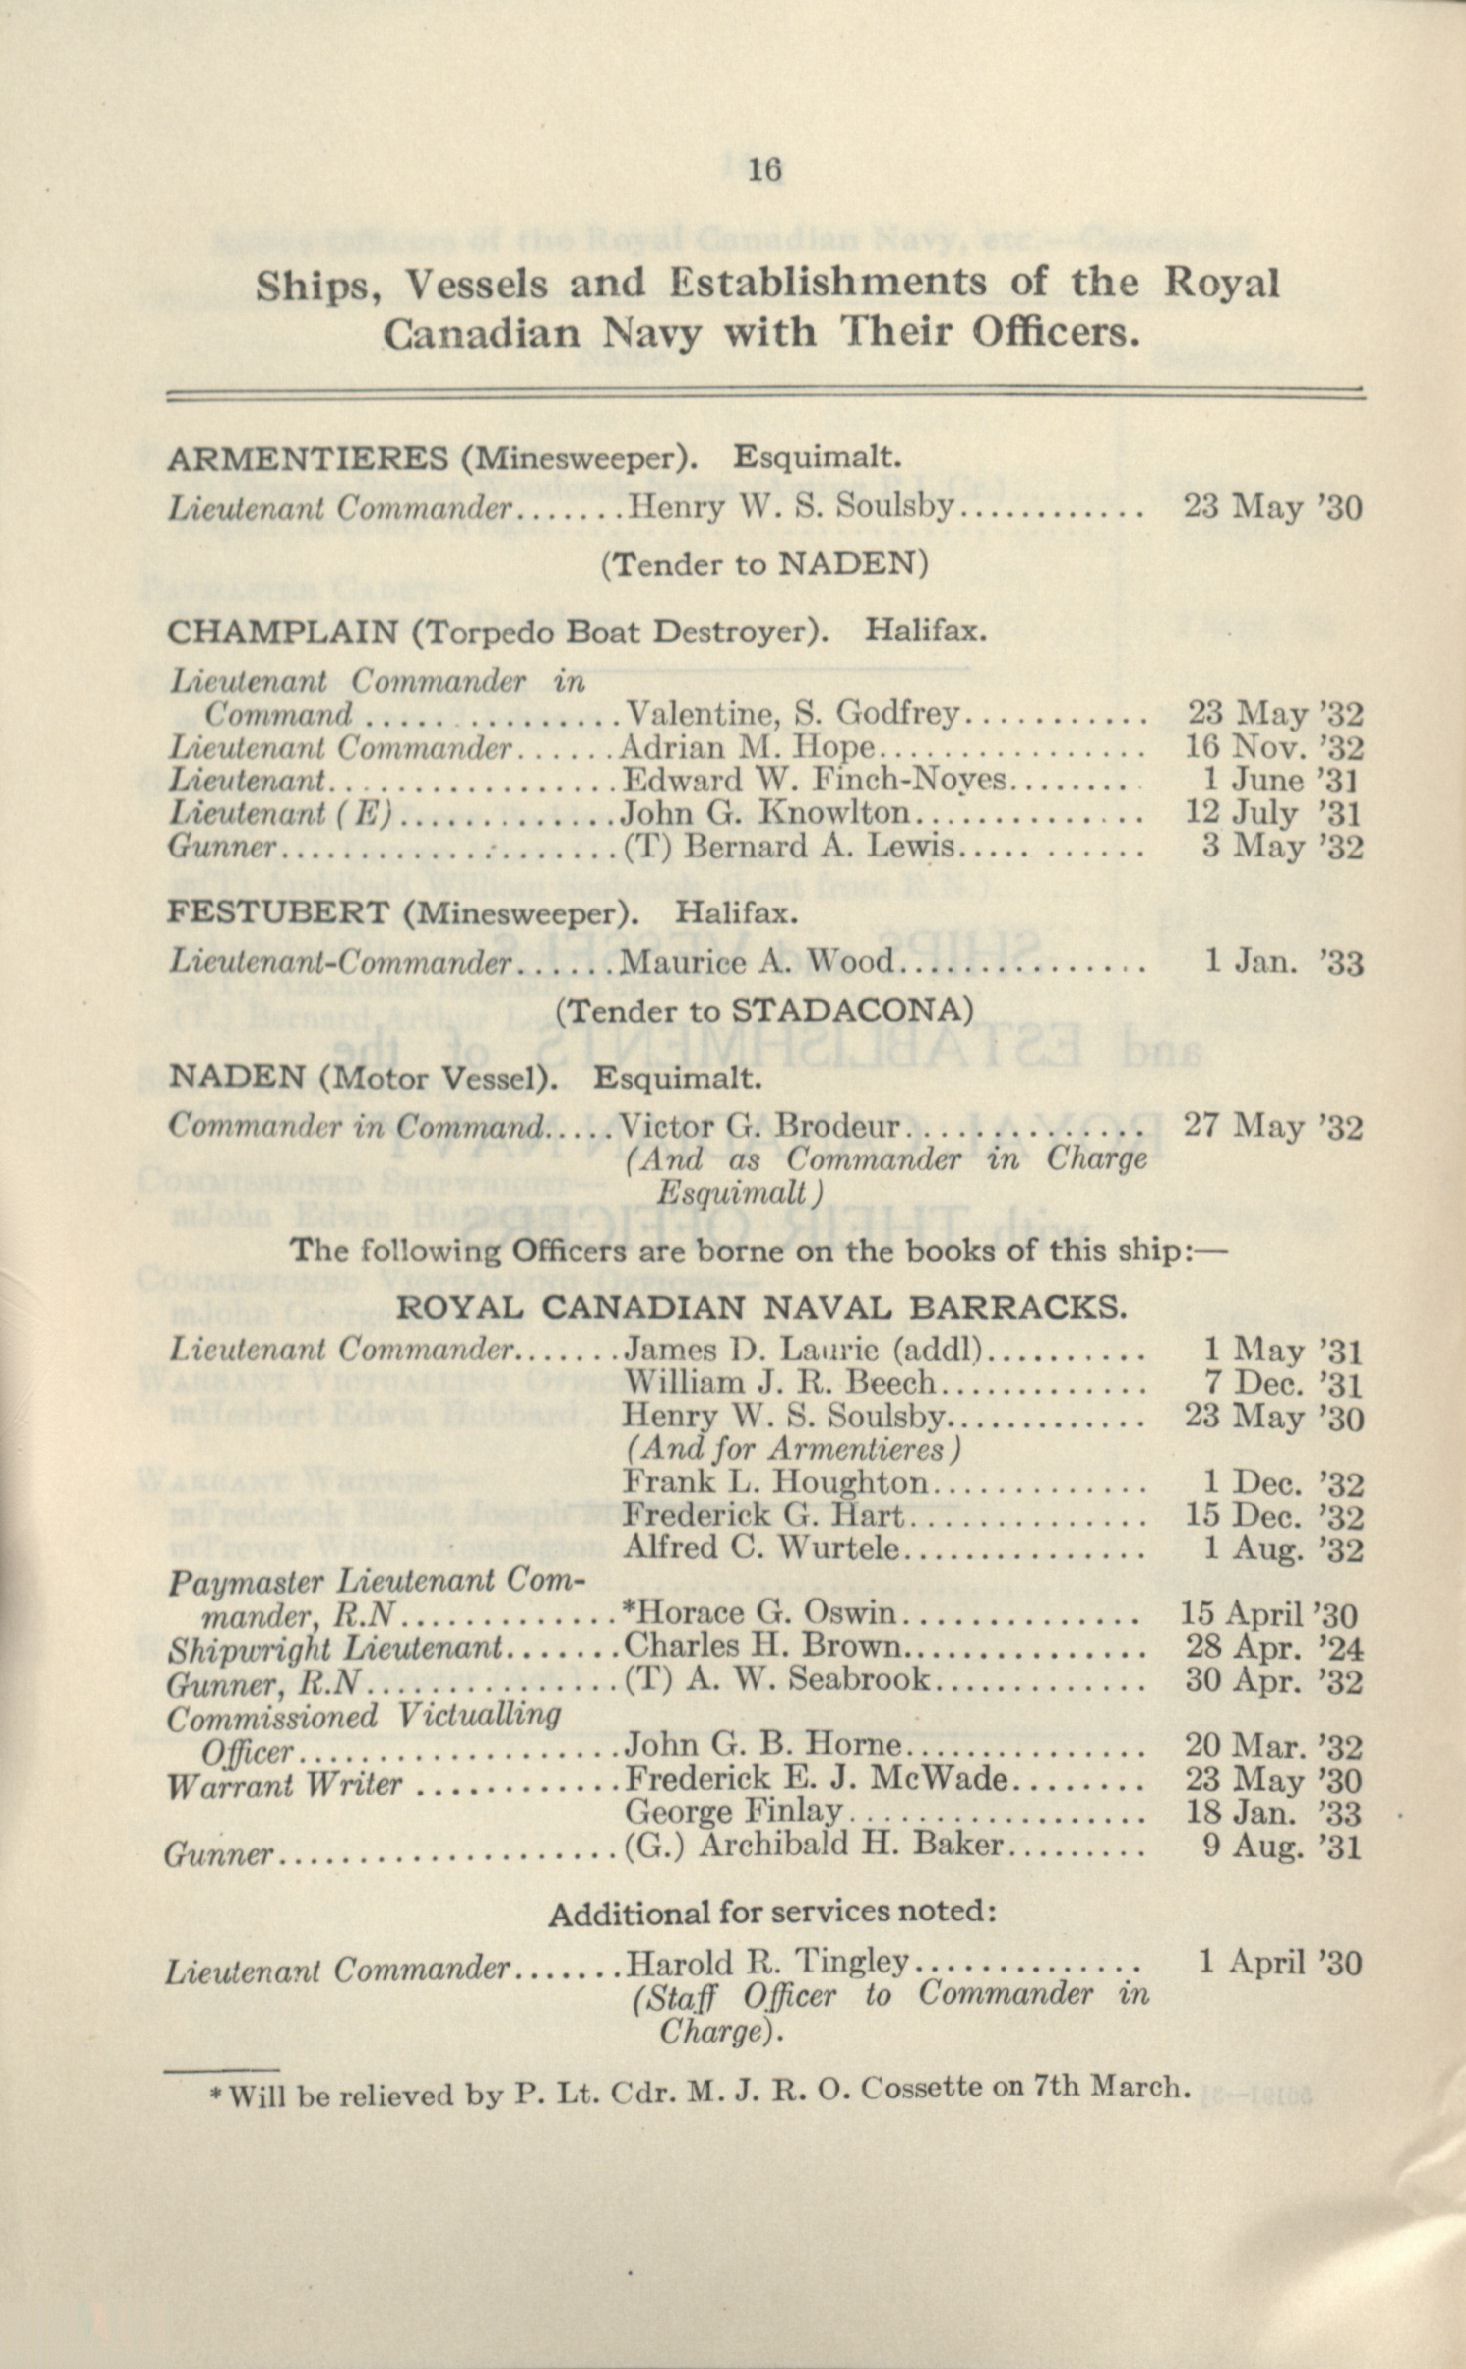 16
Ships, Vessels and Establishments of the Royal
Canadian Navy with Their Officers.
ARMENTIERES (Minesweeper). Esquimalt.
Lieutenant Commander.......Henry W. S. Soulsby............ 23 May ’30
(Tender to NADEN)
CHAMPLAIN (Torpedo Boat Destroyer). Halifax.
Lieutenant Commander in
Command ................Valentine, S. Godfrey............ 23 May ’32
Lieutenant Commander......Adrian M. Hope................. 16 Nov. ’32
Lieutenant..................Edward W. Finch-Noyes......... 1 June ’31
Lieutenant (E)..............John G. Knowlton............... 12 July ’31
Gunner.....................(T) Bernard A. Lewis..... ...... 3 May ’32
FESTUBERT (Minesweeper). Halifax.
Lieutenant-Commander......Maurice A. Wood................ 1 Jan. ’33
(Tender to STADACONA)
NADEN (Motor Vessel). Esquimalt.
Commander in Command.....Victor G. Brodeur............... 27 May ’32
(And as Commander in Charge
Esquimalt)
The following Officers are borne on the books of this ship:—
ROYAL CANADIAN NAVAL BARRACKS.
Lieutenant Commander.......James D. Laurie (addl).......... 1 May ’31
William J. R. Beech............. 7 Dec. ’31
Henry W. S. Soulsby............. 23 May ’30
(And for Armentieres)
Frank L. Houghton.............. 1 Dec. ’32
Frederick G. Hart............... 15 Dec. ’32
Alfred C. Wurtele................ 1 Aug. ’32
Paymaster Lieutenant Com-
mander, R.N..............*Horace G. Oswin............... 15 April ’30
Shipwright Lieutenant.......Charles H. Brown................ 28 Apr. ’24
Gunner, R.N................(T) A. W. Seabrook.............. 30 Apr. ’32
Commissioned Victualling
Officer....................John G. B. Horne................ 20 Mar. ’32
Warrant Writer .............Frederick E. J. McWade........ 23 May ’30
George Finlay................... 18 Jan. ’33
Gunner.....................(G.) Archibald H. Baker......... 9 Aug. ’31
Additional for services noted:
Lieutenant Commander.......Harold R. Tingley.............. 1 April ’30
(Staff Officer to Commander in
Charge).
*Will be relieved by P. Lt. Cdr. M. J. R. O. Cossette on 7th March.